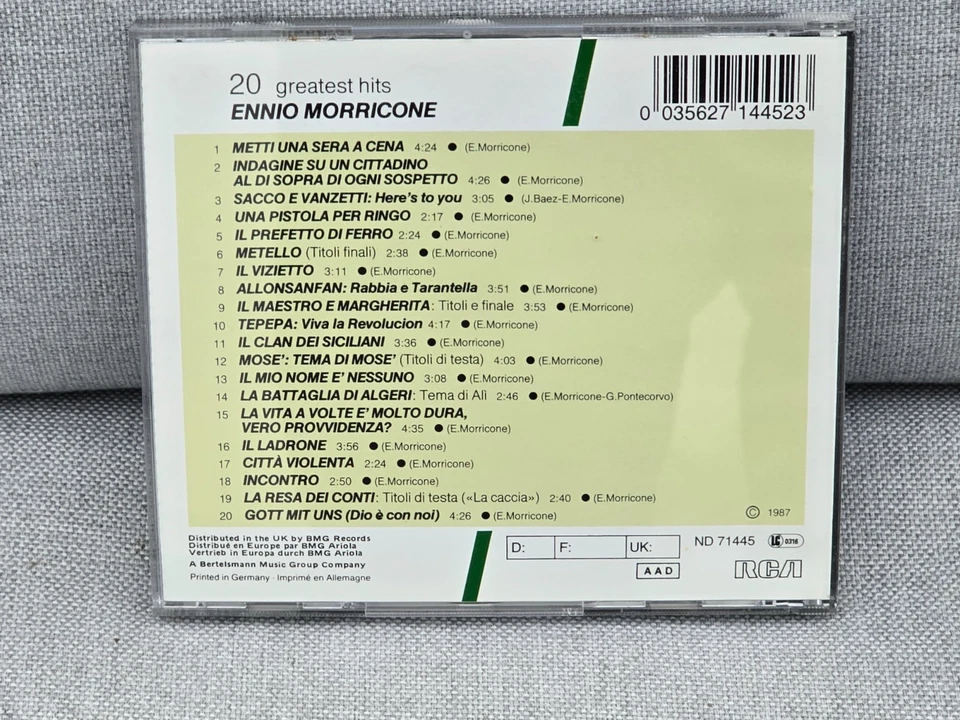 20 greatest hits
ENNIO MORRICONE
0 035627 144523
1 METTI UNA SERA A CENA 4:24 ● (E.Morricone)
2 INDAGINE SU UN CITTADINO
AL DI SOPRA DI OGNI SOSPETTO 4:26 ● (E.Morricone)
3 SACCO E VANZETTI: Here's to you 3:05 ● (J.Baez-E.Morricone)
4 UNA PISTOLA PER RINGO 2:17 ● (E.Morricone)
5 IL PREFETTO DI FERRO 2:24 ● (E.Morricone)
6 METELLO (Titoli finali) 2:38 ● (E.Morricone)
7 IL VIZIETTO 3:11 ● (E.Morricone)
8 ALLONSANFAN: Rabbia e Tarantella 3:51 ● (E.Morricone)
9 IL MAESTRO E MARGHERITA: Titoli e finale 3:53 ● (E.Morricone)
10 TEPEPA: Viva la Revolucion 4:17 ● (E.Morricone)
11 IL CLAN DEI SICILIANI 3:36 ● (E.Morricone)
12 MOSE': TEMA DI MOSE' (Titoli di testa) 4:03 ● (E.Morricone)
13 IL MIO NOME E' NESSUNO 3:08 ● (E.Morricone)
14 LA BATTAGLIA DI ALGERI: Tema di Alì 2:46 ● (E.Morricone-G.Pontecorvo)
15 LA VITA A VOLTE E' MOLTO DURA,
VERO PROVVIDENZA? 4:35 ● (E.Morricone)
16 IL LADRONE 3:56 ● (E.Morricone)
17 CITTÀ VIOLENTA 2:24 ● (E.Morricone)
18 INCONTRO 2:50 ● (E.Morricone)
19 LA RESA DEI CONTI: Titoli di testa («La caccia») 2:40 ● (E.Morricone)
20 GOTT MIT UNS (Dio è con noi) 4:26 ● (E.Morricone)
© 1987
Distributed in the UK by BMG Records
Distribué en Europe par BMG Ariola
Vertrieb in Europa durch BMG Ariola
A Bertelsmann Music Group Company
Printed in Germany · Imprimé en Allemagne
D: F: UK:
AAD
ND 71445
LC 0316
RCA